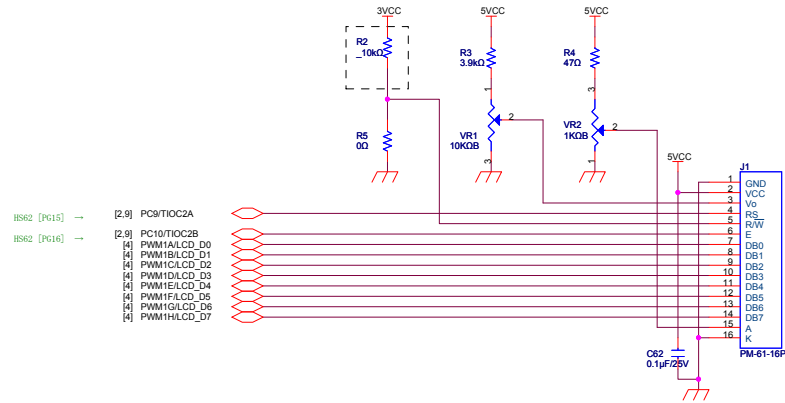 3VCC 5VCC 5VCC
R2
_10kΩ
R3
3.9kΩ
R4
47Ω
1
3
R5
0Ω
VR1
10KΩB
2
3
VR2
1KΩB
2
1
5VCC
J1
1 GND
2 VCC
3 Vo
HS62 [PG15] → [2,9] PC9/TIOC2A 4 RS
5 R/W
HS62 [PG16] → [2,9] PC10/TIOC2B 6 E
[4] PWM1A/LCD_D0 7 DB0
[4] PWM1B/LCD_D1 8 DB1
[4] PWM1C/LCD_D2 9 DB2
[4] PWM1D/LCD_D3 10 DB3
[4] PWM1E/LCD_D4 11 DB4
[4] PWM1F/LCD_D5 12 DB5
[4] PWM1G/LCD_D6 13 DB6
[4] PWM1H/LCD_D7 14 DB7
15 A
16 K
PM-61-16P
C62
0.1μF/25V